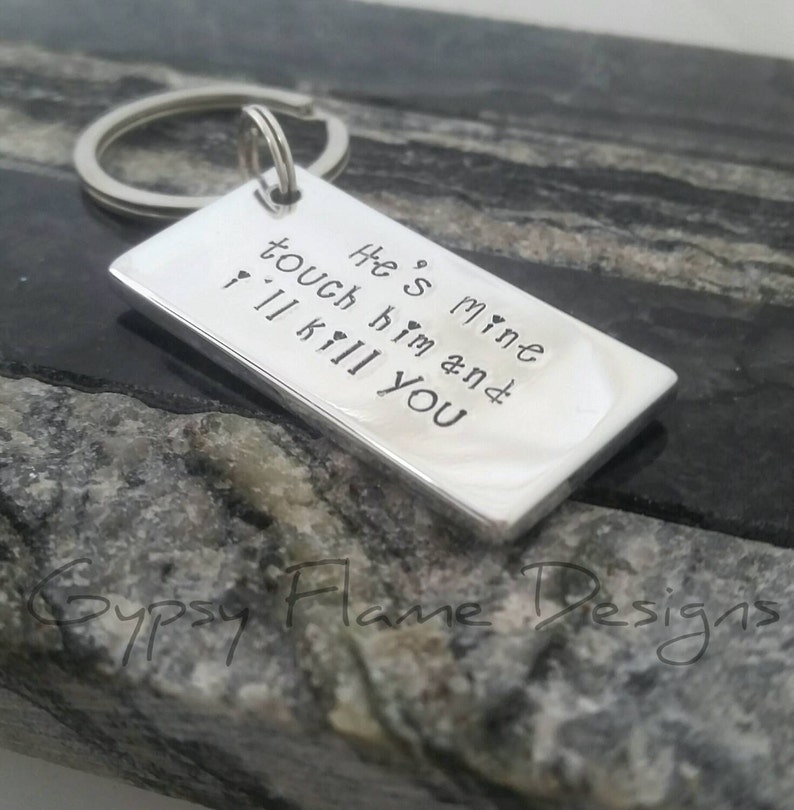 He's mine
touch him and
i'll kill you
Gypsy Flame Designs